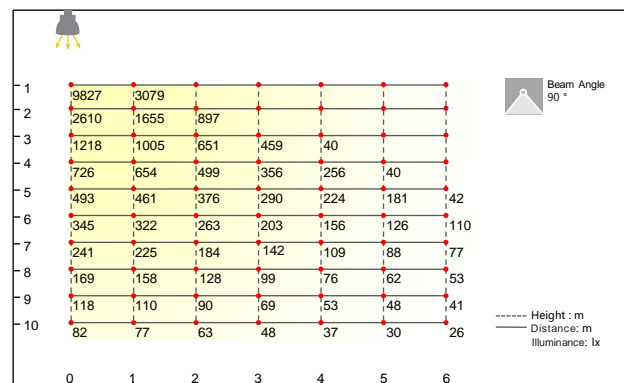 1
9827 3079
Beam Angle
90 °
2
2610 1655 897
3
1218 1005 651 459 40
4
726 654 499 356 256 40
5
493 461 376 290 224 181 42
6
345 322 263 203 156 126 110
7
241 225 184 142 109 88 77
8
169 158 128 99 76 62 53
9
118 110 90 69 53 48 41
10
82 77 63 48 37 30 26
Height : m
Distance: m
Illuminance: lx
0 1 2 3 4 5 6